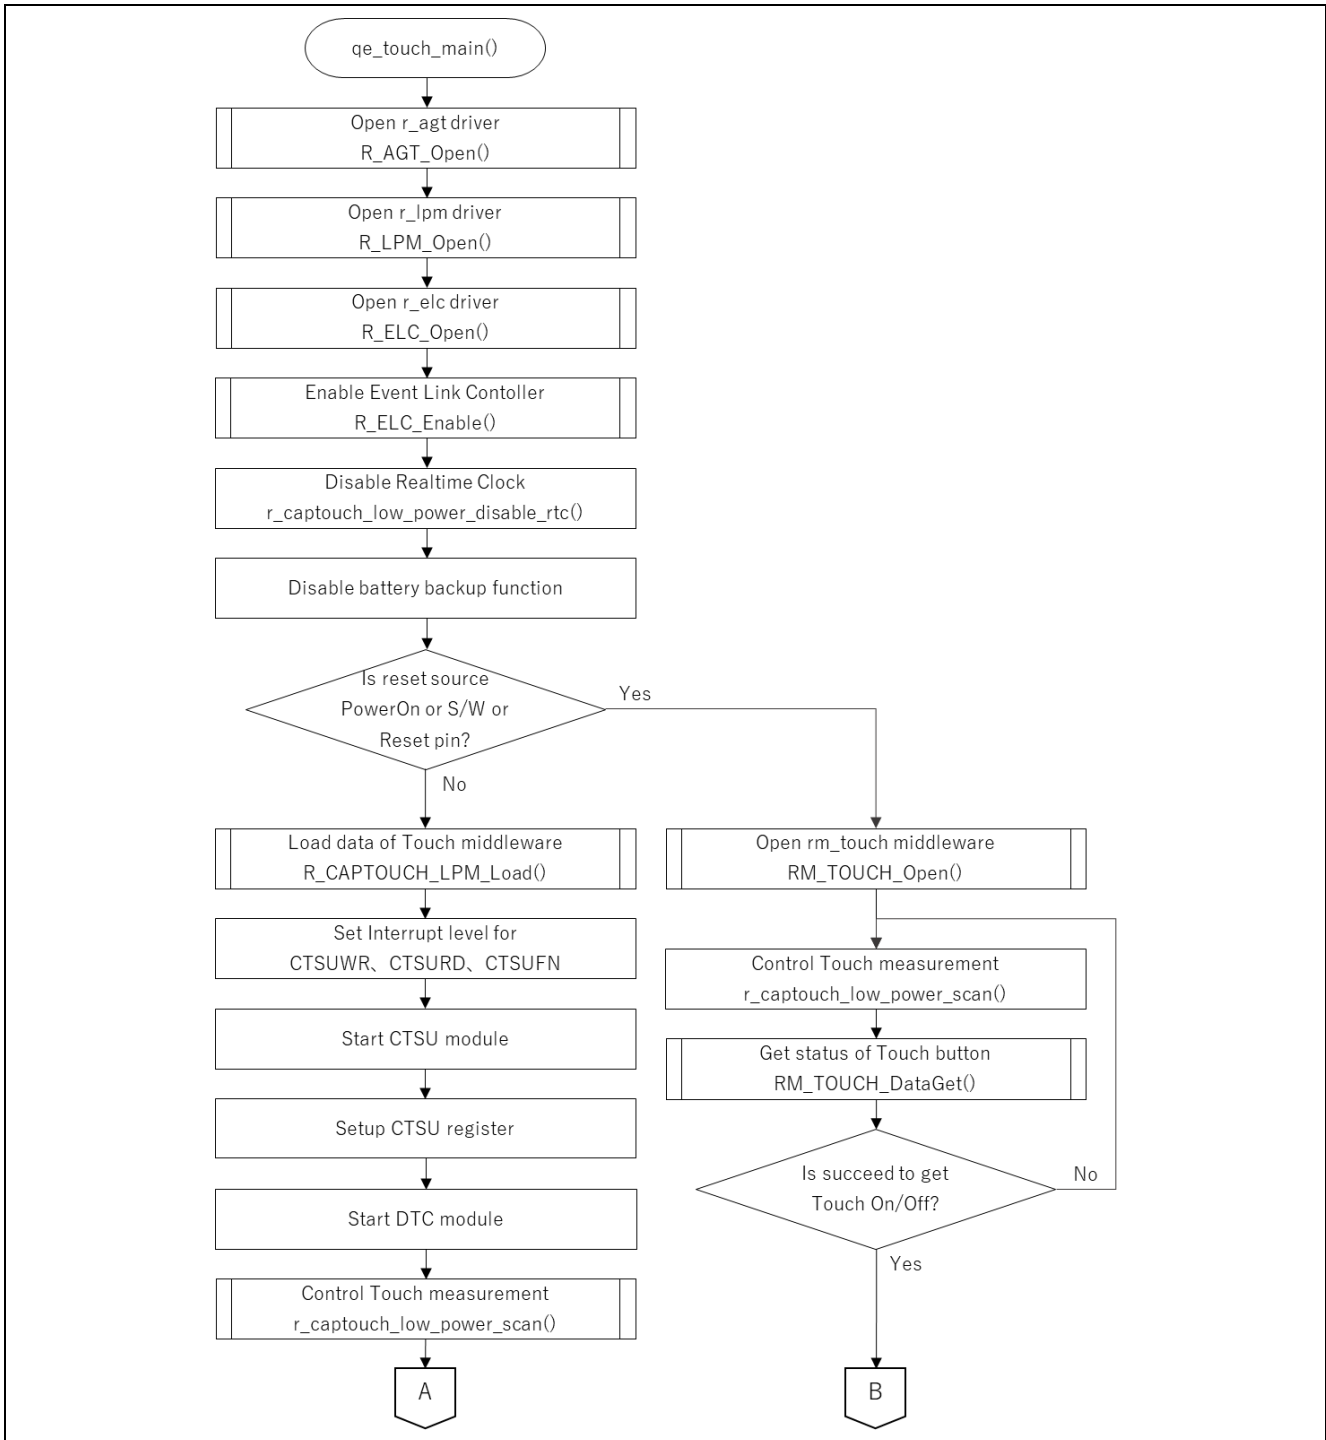 qe_touch_main()
Open r_agt driver
R_AGT_Open()
Open r_lpm driver
R_LPM_Open()
Open r_elc driver
R_ELC_Open()
Enable Event Link Contoller
R_ELC_Enable()
Disable Realtime Clock
r_captouch_low_power_disable_rtc()
Disable battery backup function
Is reset source
PowerOn or S/W or
Reset pin?
Yes
No
Load data of Touch middleware
R_CAPTOUCH_LPM_Load()
Set Interrupt level for
CTSUWR、CTSURD、CTSUFN
Start CTSU module
Setup CTSU register
Start DTC module
Control Touch measurement
r_captouch_low_power_scan()
A
Open rm_touch middleware
RM_TOUCH_Open()
Control Touch measurement
r_captouch_low_power_scan()
Get status of Touch button
RM_TOUCH_DataGet()
Is succeed to get
Touch On/Off?
No
Yes
B